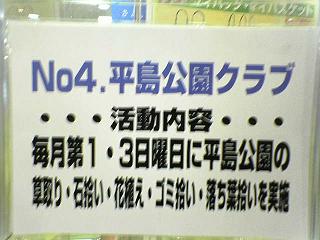 No4.平島公園クラブ
・・・活動内容・・・
毎月第1・3日曜日に平島公園の
草取り・石拾い・花植え・ゴミ拾い・落ち葉拾いを実施